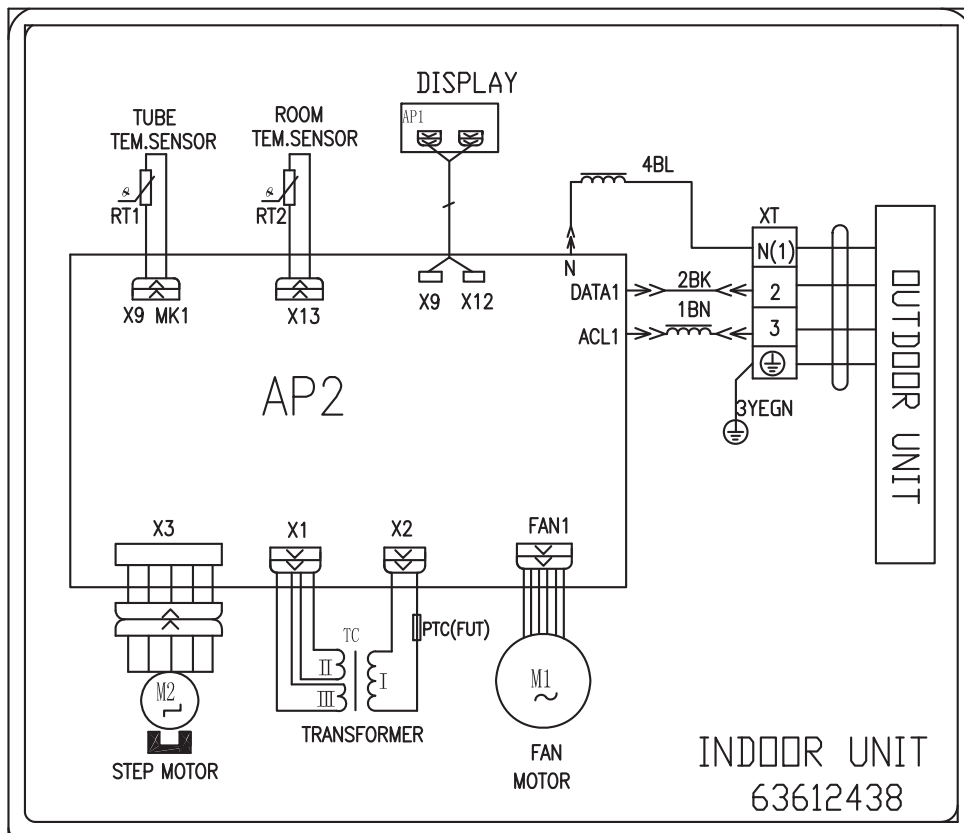 DISPLAY
AP1
TUBE
TEM.SENSOR
ROOM
TEM.SENSOR
RT1
RT2
4BL
XT
N(1)
N
X9 MK1
X13
X9
X12
DATA1
2BK
2
1BN
ACL1
3
3YEGN
OUTDOOR UNIT
AP2
X3
X1
X2
FAN1
PTC(FUT)
TC
II
I
III
M2
M1
TRANSFORMER
STEP MOTOR
FAN
MOTOR
INDOOR UNIT
63612438